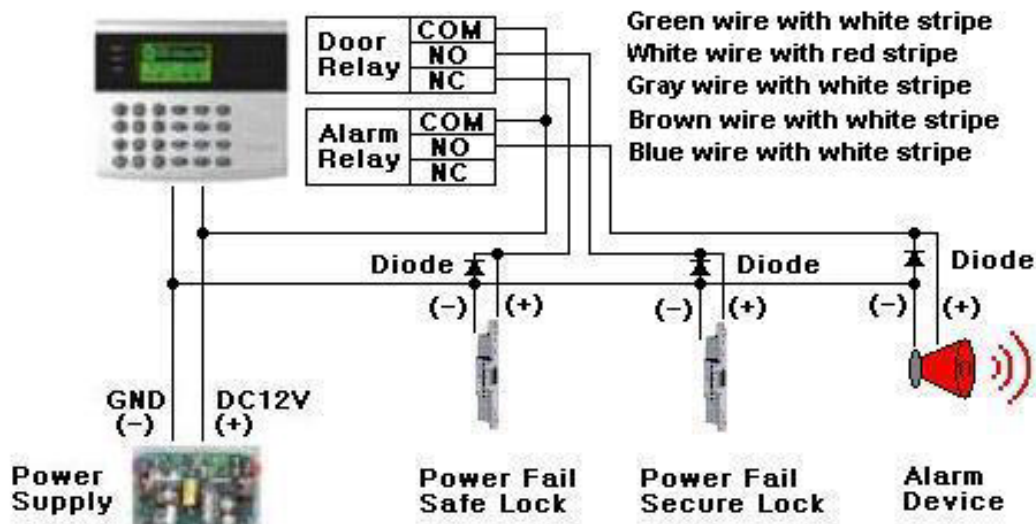 Door
Relay
COM
NO
NC
Alarm
Relay
COM
NO
NC
Green wire with white stripe
White wire with red stripe
Gray wire with white stripe
Brown wire with white stripe
Blue wire with white stripe
Diode
Diode
Diode
(-)
(+)
(-)
(+)
(-)
(+)
GND
(-)
DC12V
(+)
Power
Supply
Power Fail
Safe Lock
Power Fail
Secure Lock
Alarm
Device